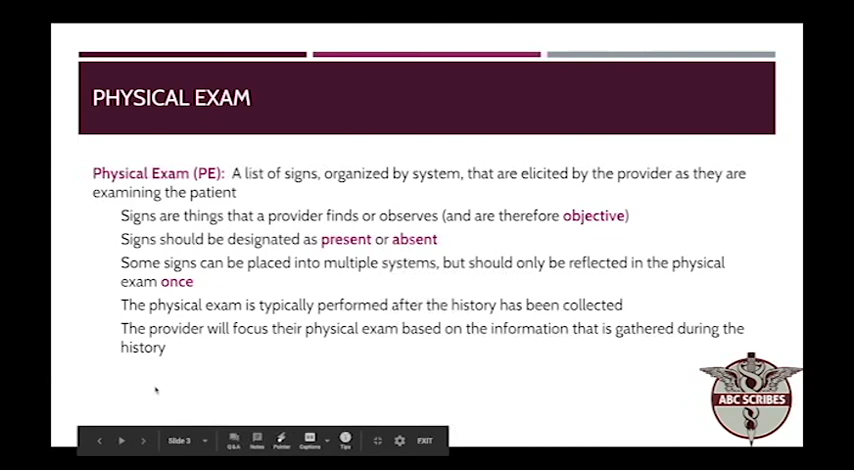 PHYSICAL EXAM
Physical Exam (PE): A list of signs, organized by system, that are elicited by the provider as they are
examining the patient
Signs are things that a provider finds or observes (and are therefore objective)
Signs should be designated as present or absent
Some signs can be placed into multiple systems, but should only be reflected in the physical
exam once
The physical exam is typically performed after the history has been collected
The provider will focus their physical exam based on the information that is gathered during the
history
ABC SCRIBES
Slide 3
Q&A
Notes
Pointer
Captions
Tips
EXIT